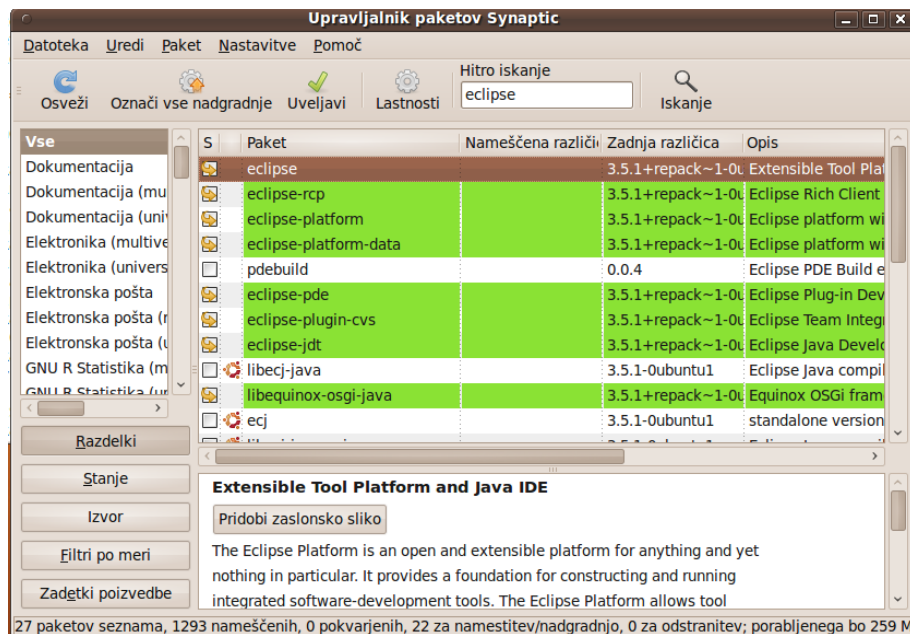 Upravljalnik paketov Synaptic
Datoteka Uredi Paket Nastavitve Pomoč
Osveži Označi vse nadgradnje Uveljavi Lastnosti Hitro iskanje Iskanje
eclipse
Vse
Dokumentacija
Dokumentacija (mu
Dokumentacija (univ
Elektronika (multive
Elektronika (univers
Elektronska pošta
Elektronska pošta (r
Elektronska pošta (u
GNU R Statistika (m
GNU R Statistika (un
Razdelki
Stanje
Izvor
Filtri po meri
Zadetki poizvedbe
S Paket Nameščena različi Zadnja različica Opis
eclipse 3.5.1+repack~1-0u Extensible Tool Plat
eclipse-rcp 3.5.1+repack~1-0u Eclipse Rich Client
eclipse-platform 3.5.1+repack~1-0u Eclipse platform wi
eclipse-platform-data 3.5.1+repack~1-0u Eclipse platform wi
pdebuild 0.0.4 Eclipse PDE Build e
eclipse-pde 3.5.1+repack~1-0u Eclipse Plug-in Dev
eclipse-plugin-cvs 3.5.1+repack~1-0u Eclipse Team Integr
eclipse-jdt 3.5.1+repack~1-0u Eclipse Java Develo
libecj-java 3.5.1-0ubuntu1 Eclipse Java compil
libequinox-osgi-java 3.5.1+repack~1-0u Equinox OSGi fram
ecj 3.5.1-0ubuntu1 standalone version
Extensible Tool Platform and Java IDE
Pridobi zaslonsko sliko
The Eclipse Platform is an open and extensible platform for anything and yet
nothing in particular. It provides a foundation for constructing and running
integrated software-development tools. The Eclipse Platform allows tool
27 paketov seznama, 1293 nameščenih, 0 pokvarjenih, 22 za namestitev/nadgradnjo, 0 za odstranitev; porabljenega bo 259 M